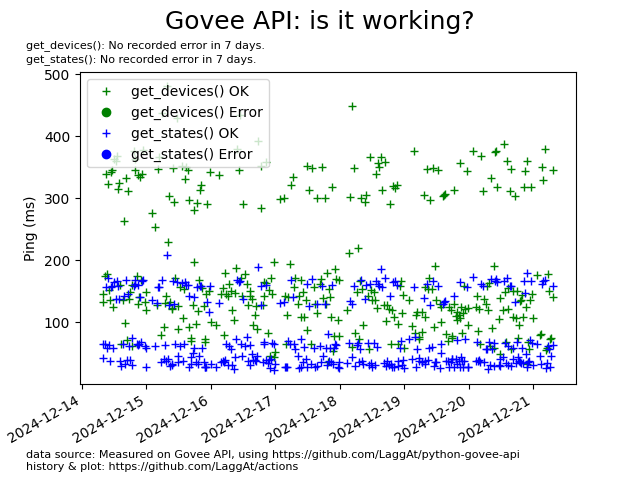 Govee API: is it working?
get_devices(): No recorded error in 7 days.
get_states(): No recorded error in 7 days.
500
400
300
200
100
Ping (ms)
get_devices() OK
get_devices() Error
get_states() OK
get_states() Error
2024-12-14
2024-12-15
2024-12-16
2024-12-17
2024-12-18
2024-12-19
2024-12-20
2024-12-21
data source: Measured on Govee API, using https://github.com/LaggAt/python-govee-api
history & plot: https://github.com/LaggAt/actions